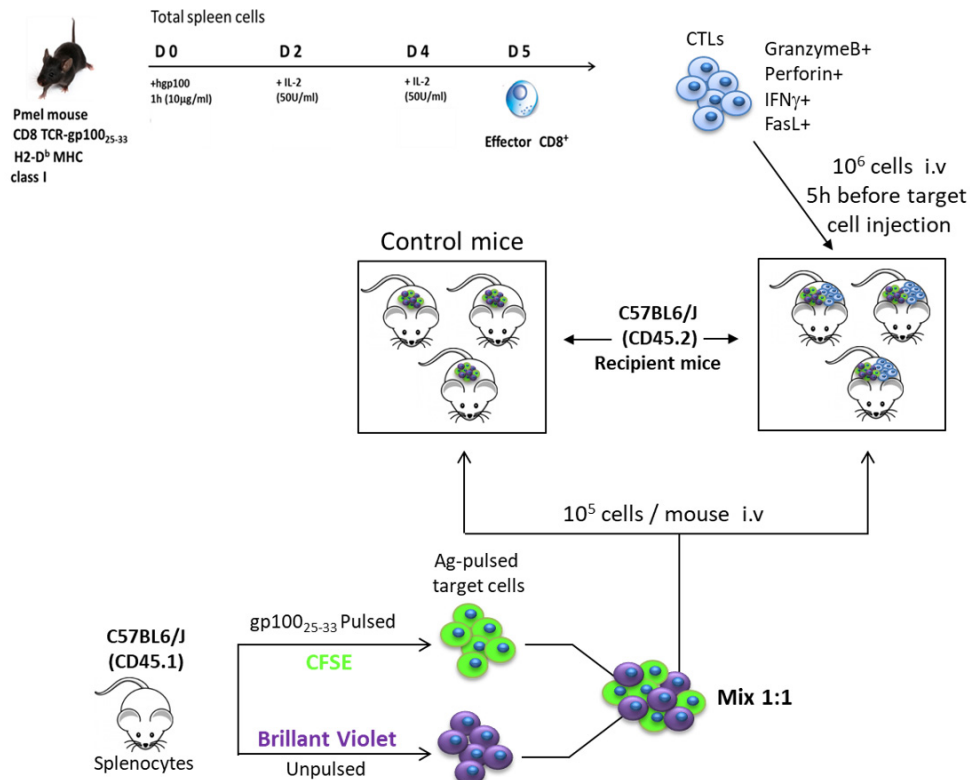 Total spleen cells
D 0 D 2 D 4 D 5
+hgp100 + IL-2 + IL-2
1h (10µg/ml) (50U/ml) (50U/ml)
Effector CD8⁺
Pmel mouse
CD8 TCR-gp100₂₅₋₃₃
H2-Dᵇ MHC
class I
CTLs
GranzymeB+
Perforin+
IFNγ+
FasL+
10⁶ cells i.v
5h before target
cell injection
Control mice
C57BL6/J
(CD45.2)
Recipient mice
10⁵ cells / mouse i.v
Ag-pulsed
target cells
gp100₂₅₋₃₃ Pulsed
CFSE
C57BL6/J
(CD45.1)
Splenocytes
Brillant Violet
Unpulsed
Mix 1:1